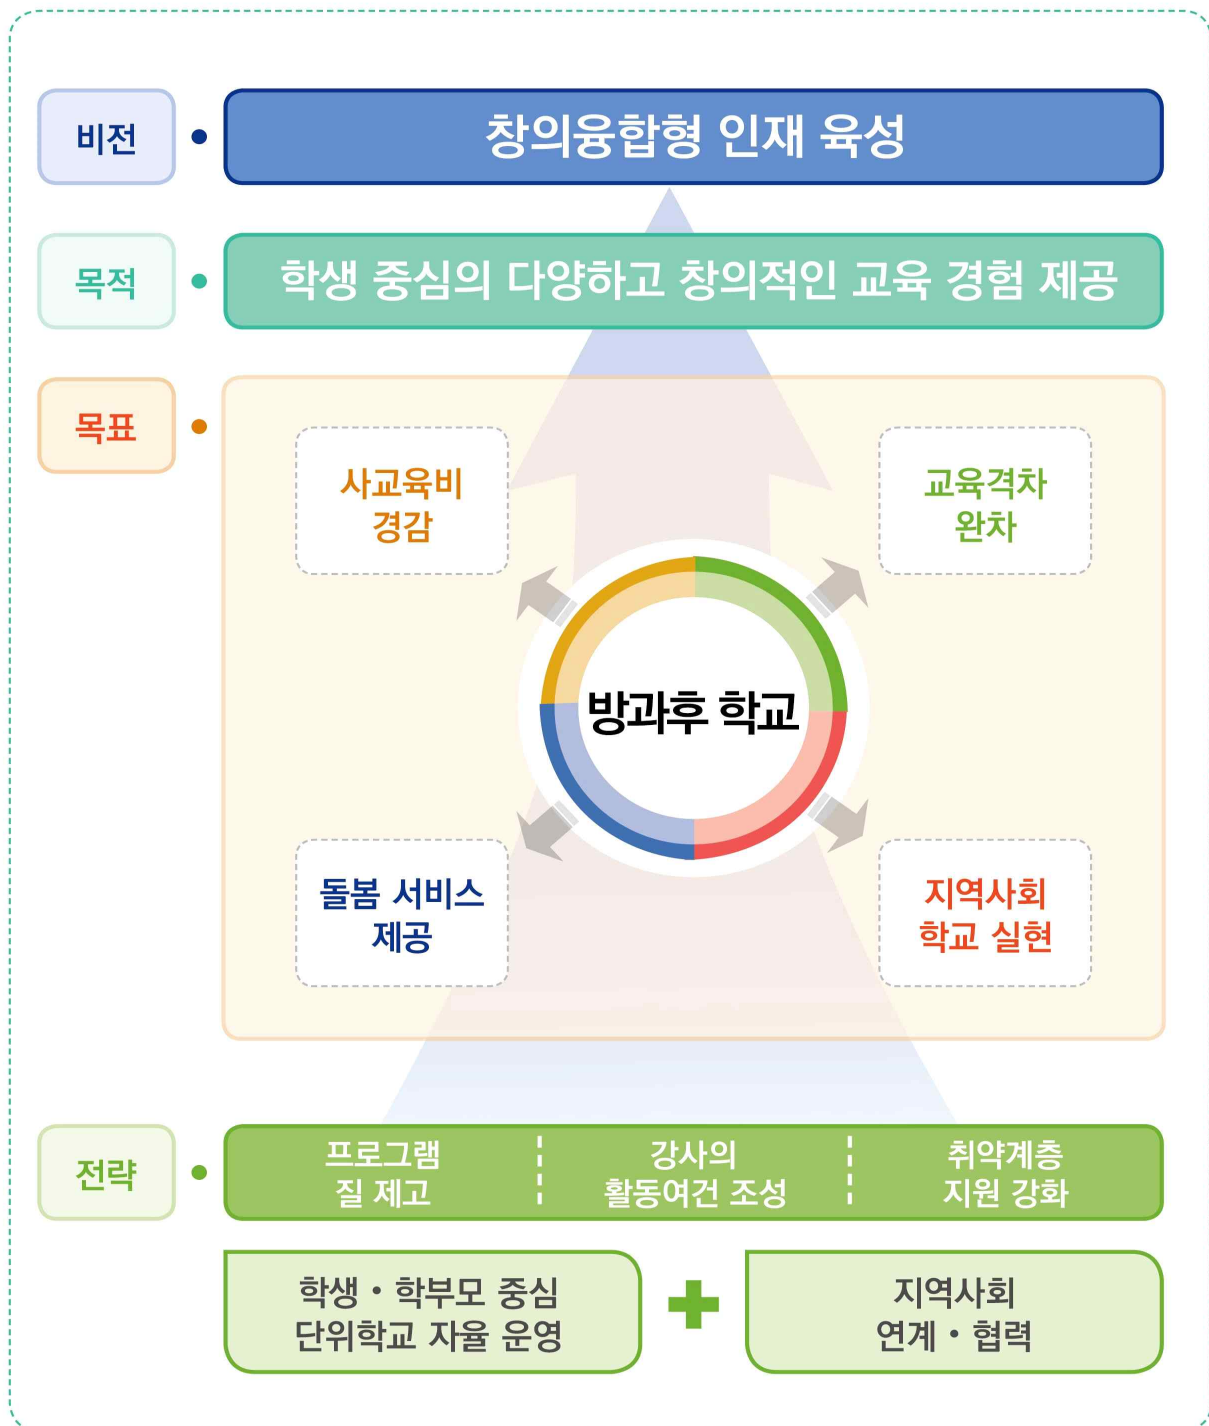 비전
창의융합형 인재 육성
목적
학생 중심의 다양하고 창의적인 교육 경험 제공
목표
사교육비
경감
교육격차
완차
방과후 학교
돌봄 서비스
제공
지역사회
학교 실현
전략
프로그램
질 제고
강사의
활동여건 조성
취약계층
지원 강화
학생・학부모 중심
단위학교 자율 운영
지역사회
연계・협력